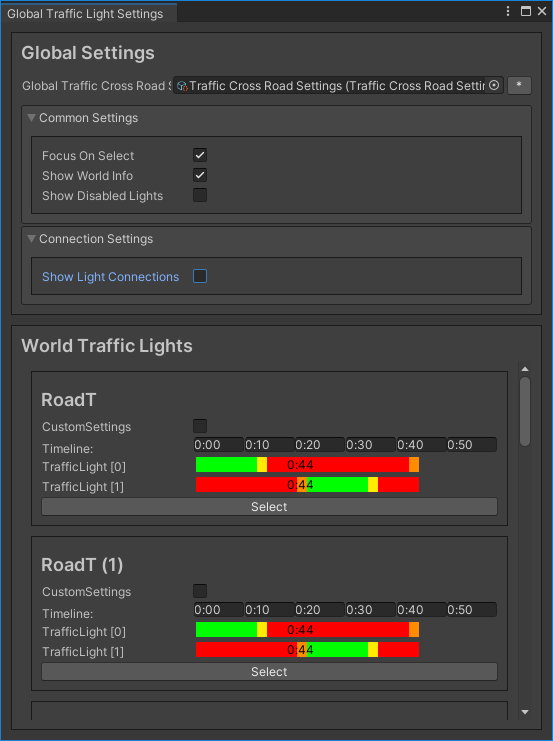 Global Traffic Light Settings
Global Settings
Global Traffic Cross Road S Traffic Cross Road Settings (Traffic Cross Road Settin *
Common Settings
Focus On Select
Show World Info
Show Disabled Lights
Connection Settings
Show Light Connections
World Traffic Lights
RoadT
CustomSettings
Timeline: 0:00 0:10 0:20 0:30 0:40 0:50
TrafficLight [0] 0:44
TrafficLight [1] 0:44
Select
RoadT (1)
CustomSettings
Timeline: 0:00 0:10 0:20 0:30 0:40 0:50
TrafficLight [0] 0:44
TrafficLight [1] 0:44
Select